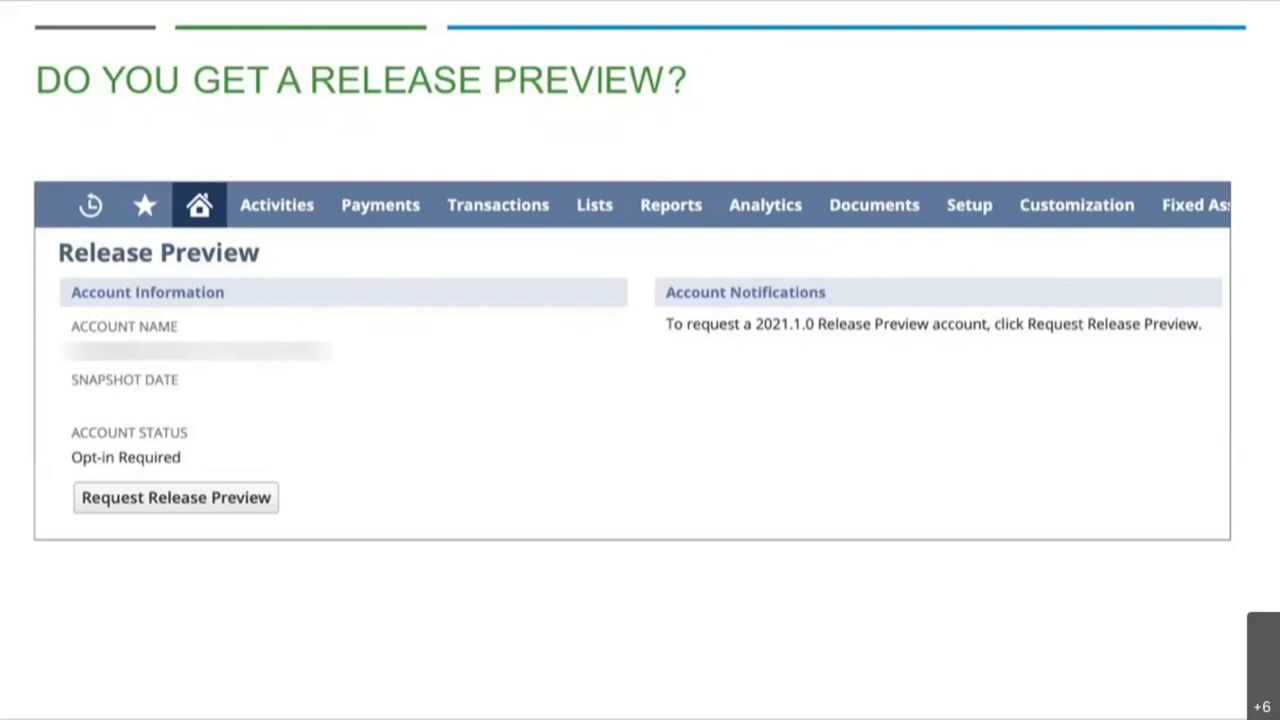 DO YOU GET A RELEASE PREVIEW?
Activities Payments Transactions Lists Reports Analytics Documents Setup Customization Fixed Ass
Release Preview
Account Information
Account Notifications
ACCOUNT NAME
To request a 2021.1.0 Release Preview account, click Request Release Preview.
SNAPSHOT DATE
ACCOUNT STATUS
Opt-in Required
Request Release Preview
+6